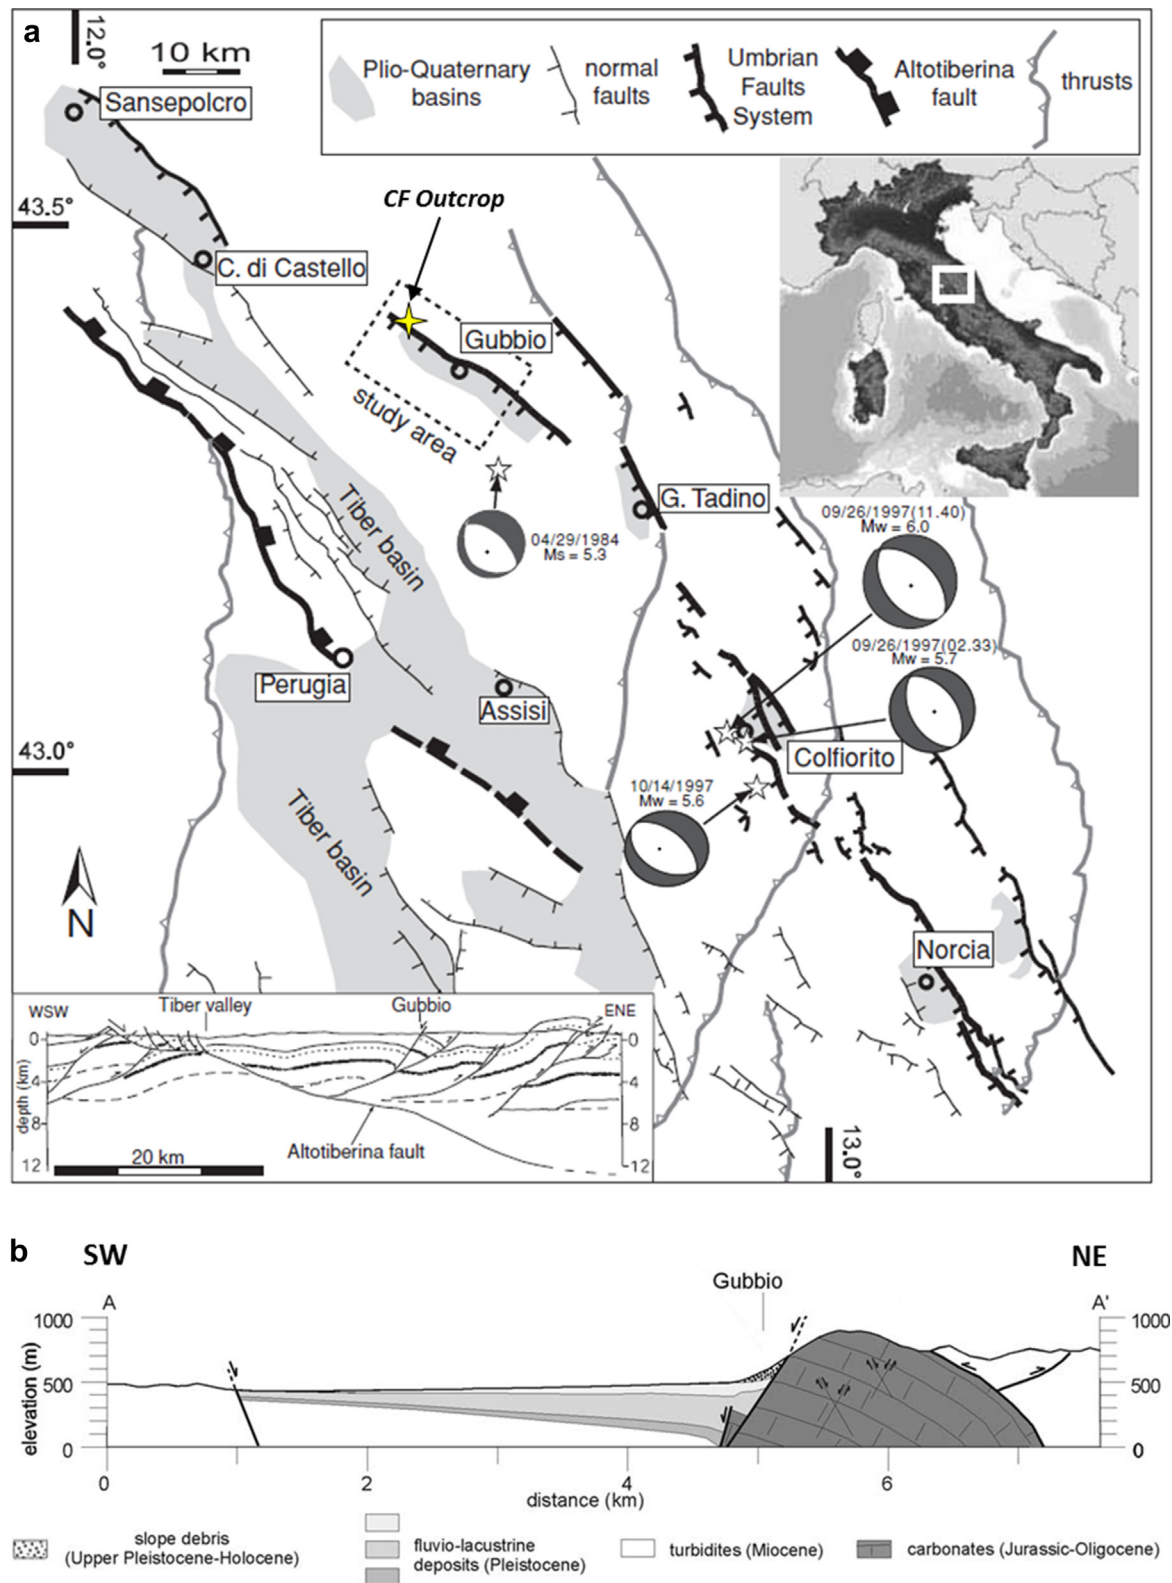 a
12.0°
10 km
Plio-Quaternary
basins
normal
faults
Umbrian
Faults
System
Altotiberina
fault
thrusts
Sansepolcro
43.5°
CF Outcrop
C. di Castello
Gubbio
study area
G. Tadino
04/29/1984
Ms = 5.3
09/26/1997(11.40)
Mw = 6.0
09/26/1997(02.33)
Mw = 5.7
Tiber basin
Perugia
Assisi
43.0°
Colfiorito
10/14/1997
Mw = 5.6
Tiber basin
N
Norcia
13.0°
WSW
Tiber valley
Gubbio
ENE
0
4
8
12
depth (km)
0
4
8
12
Altotiberina fault
20 km
b
SW
NE
Gubbio
A
A'
1000
500
0
elevation (m)
1000
500
0
0
2
4
6
distance (km)
slope debris
(Upper Pleistocene-Holocene)
fluvio-lacustrine
deposits (Pleistocene)
turbidites (Miocene)
carbonates (Jurassic-Oligocene)